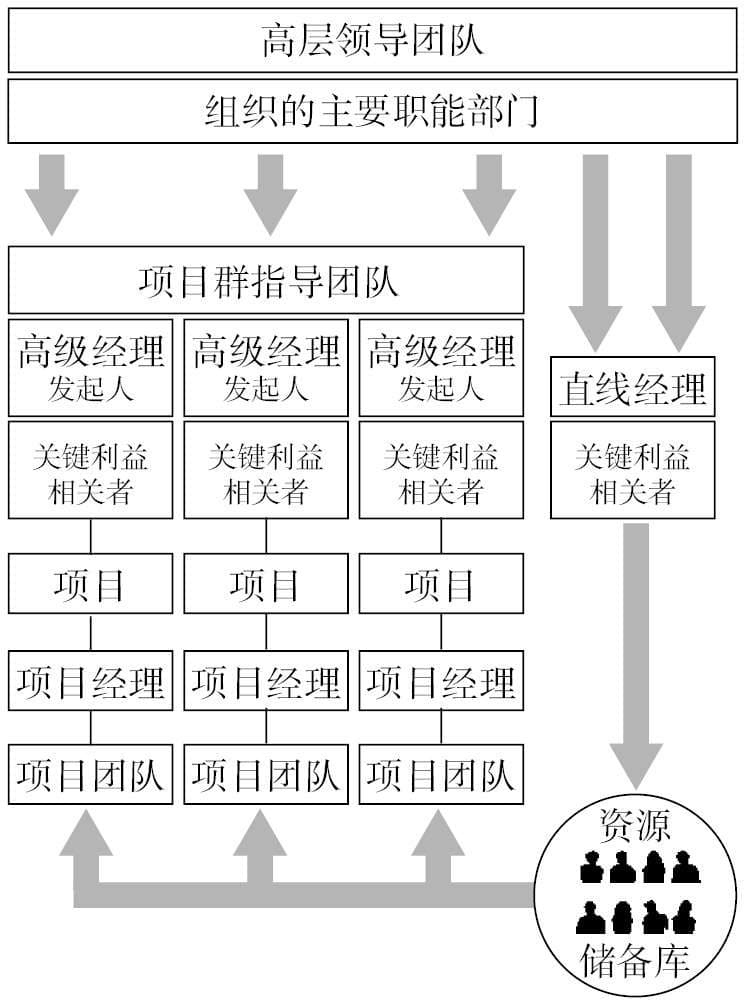 高层领导团队
组织的主要职能部门
项目群指导团队
高级经理
发起人
高级经理
发起人
高级经理
发起人
直线经理
关键利益
相关者
关键利益
相关者
关键利益
相关者
关键利益
相关者
项目
项目
项目
项目经理
项目经理
项目经理
项目团队
项目团队
项目团队
资源
储备库